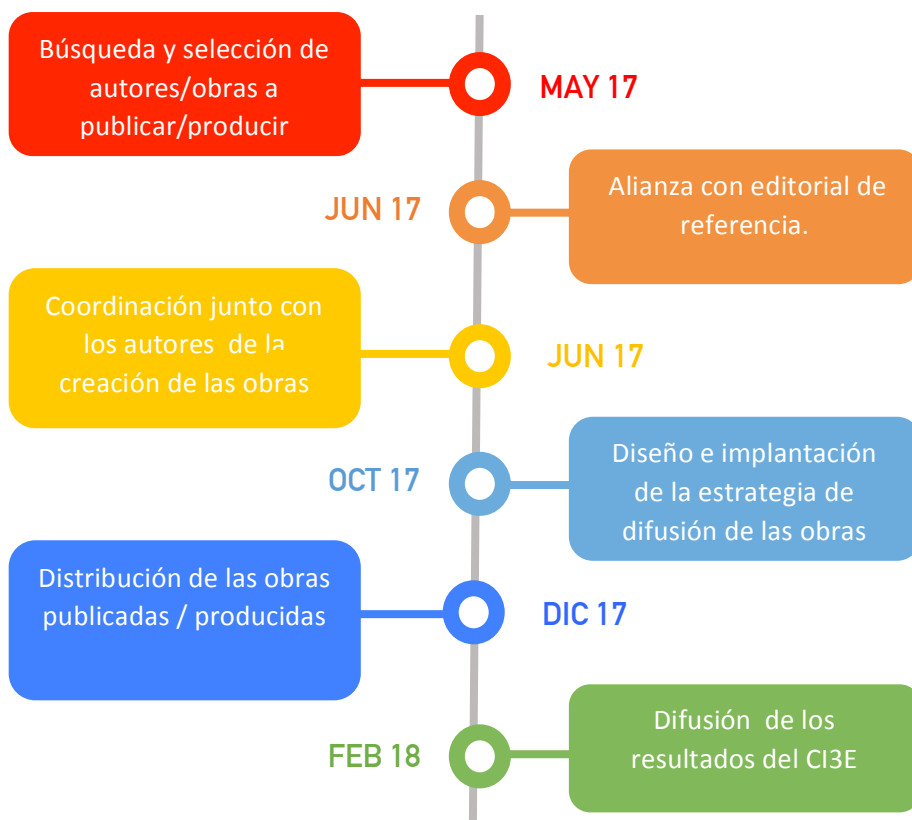 Búsqueda y selección de
autores/obras a
publicar/producir
MAY 17
JUN 17
Alianza con editorial de
referencia.
Coordinación junto con
los autores de la
creación de las obras
JUN 17
OCT 17
Diseño e implantación
de la estrategia de
difusión de las obras
Distribución de las obras
publicadas / producidas
DIC 17
FEB 18
Difusión de los
resultados del CI3E